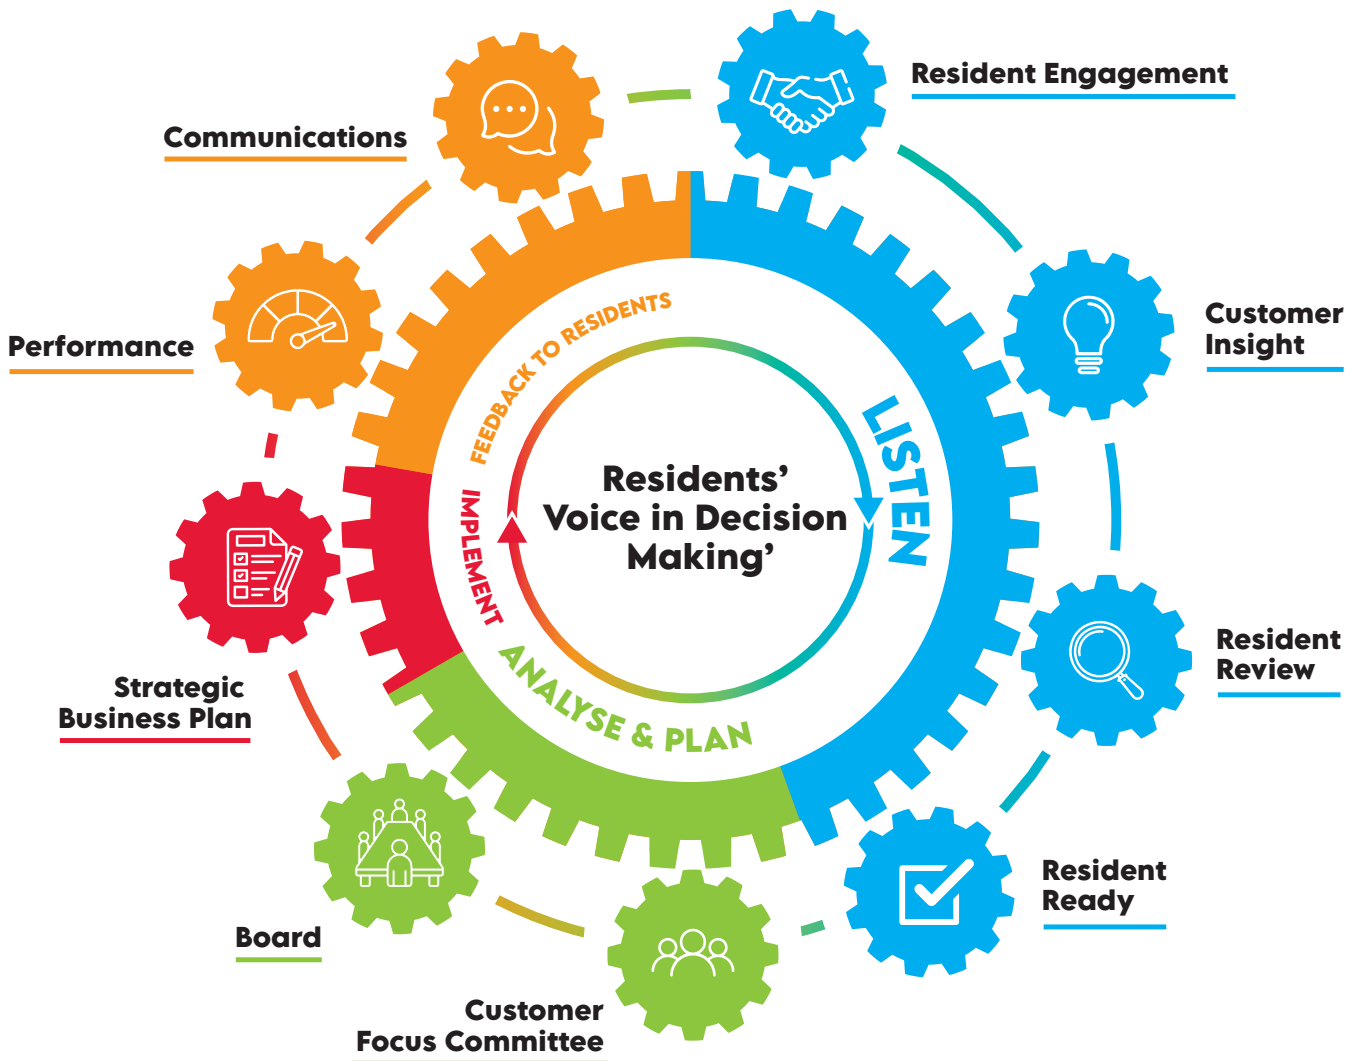 Resident Engagement
Communications
Customer
Insight
Performance
FEEDBACK TO RESIDENTS
LISTEN
Residents’
Voice in Decision
Making’
IMPLEMENT
ANALYSE & PLAN
Resident
Review
Strategic
Business Plan
Resident
Ready
Board
Customer
Focus Committee